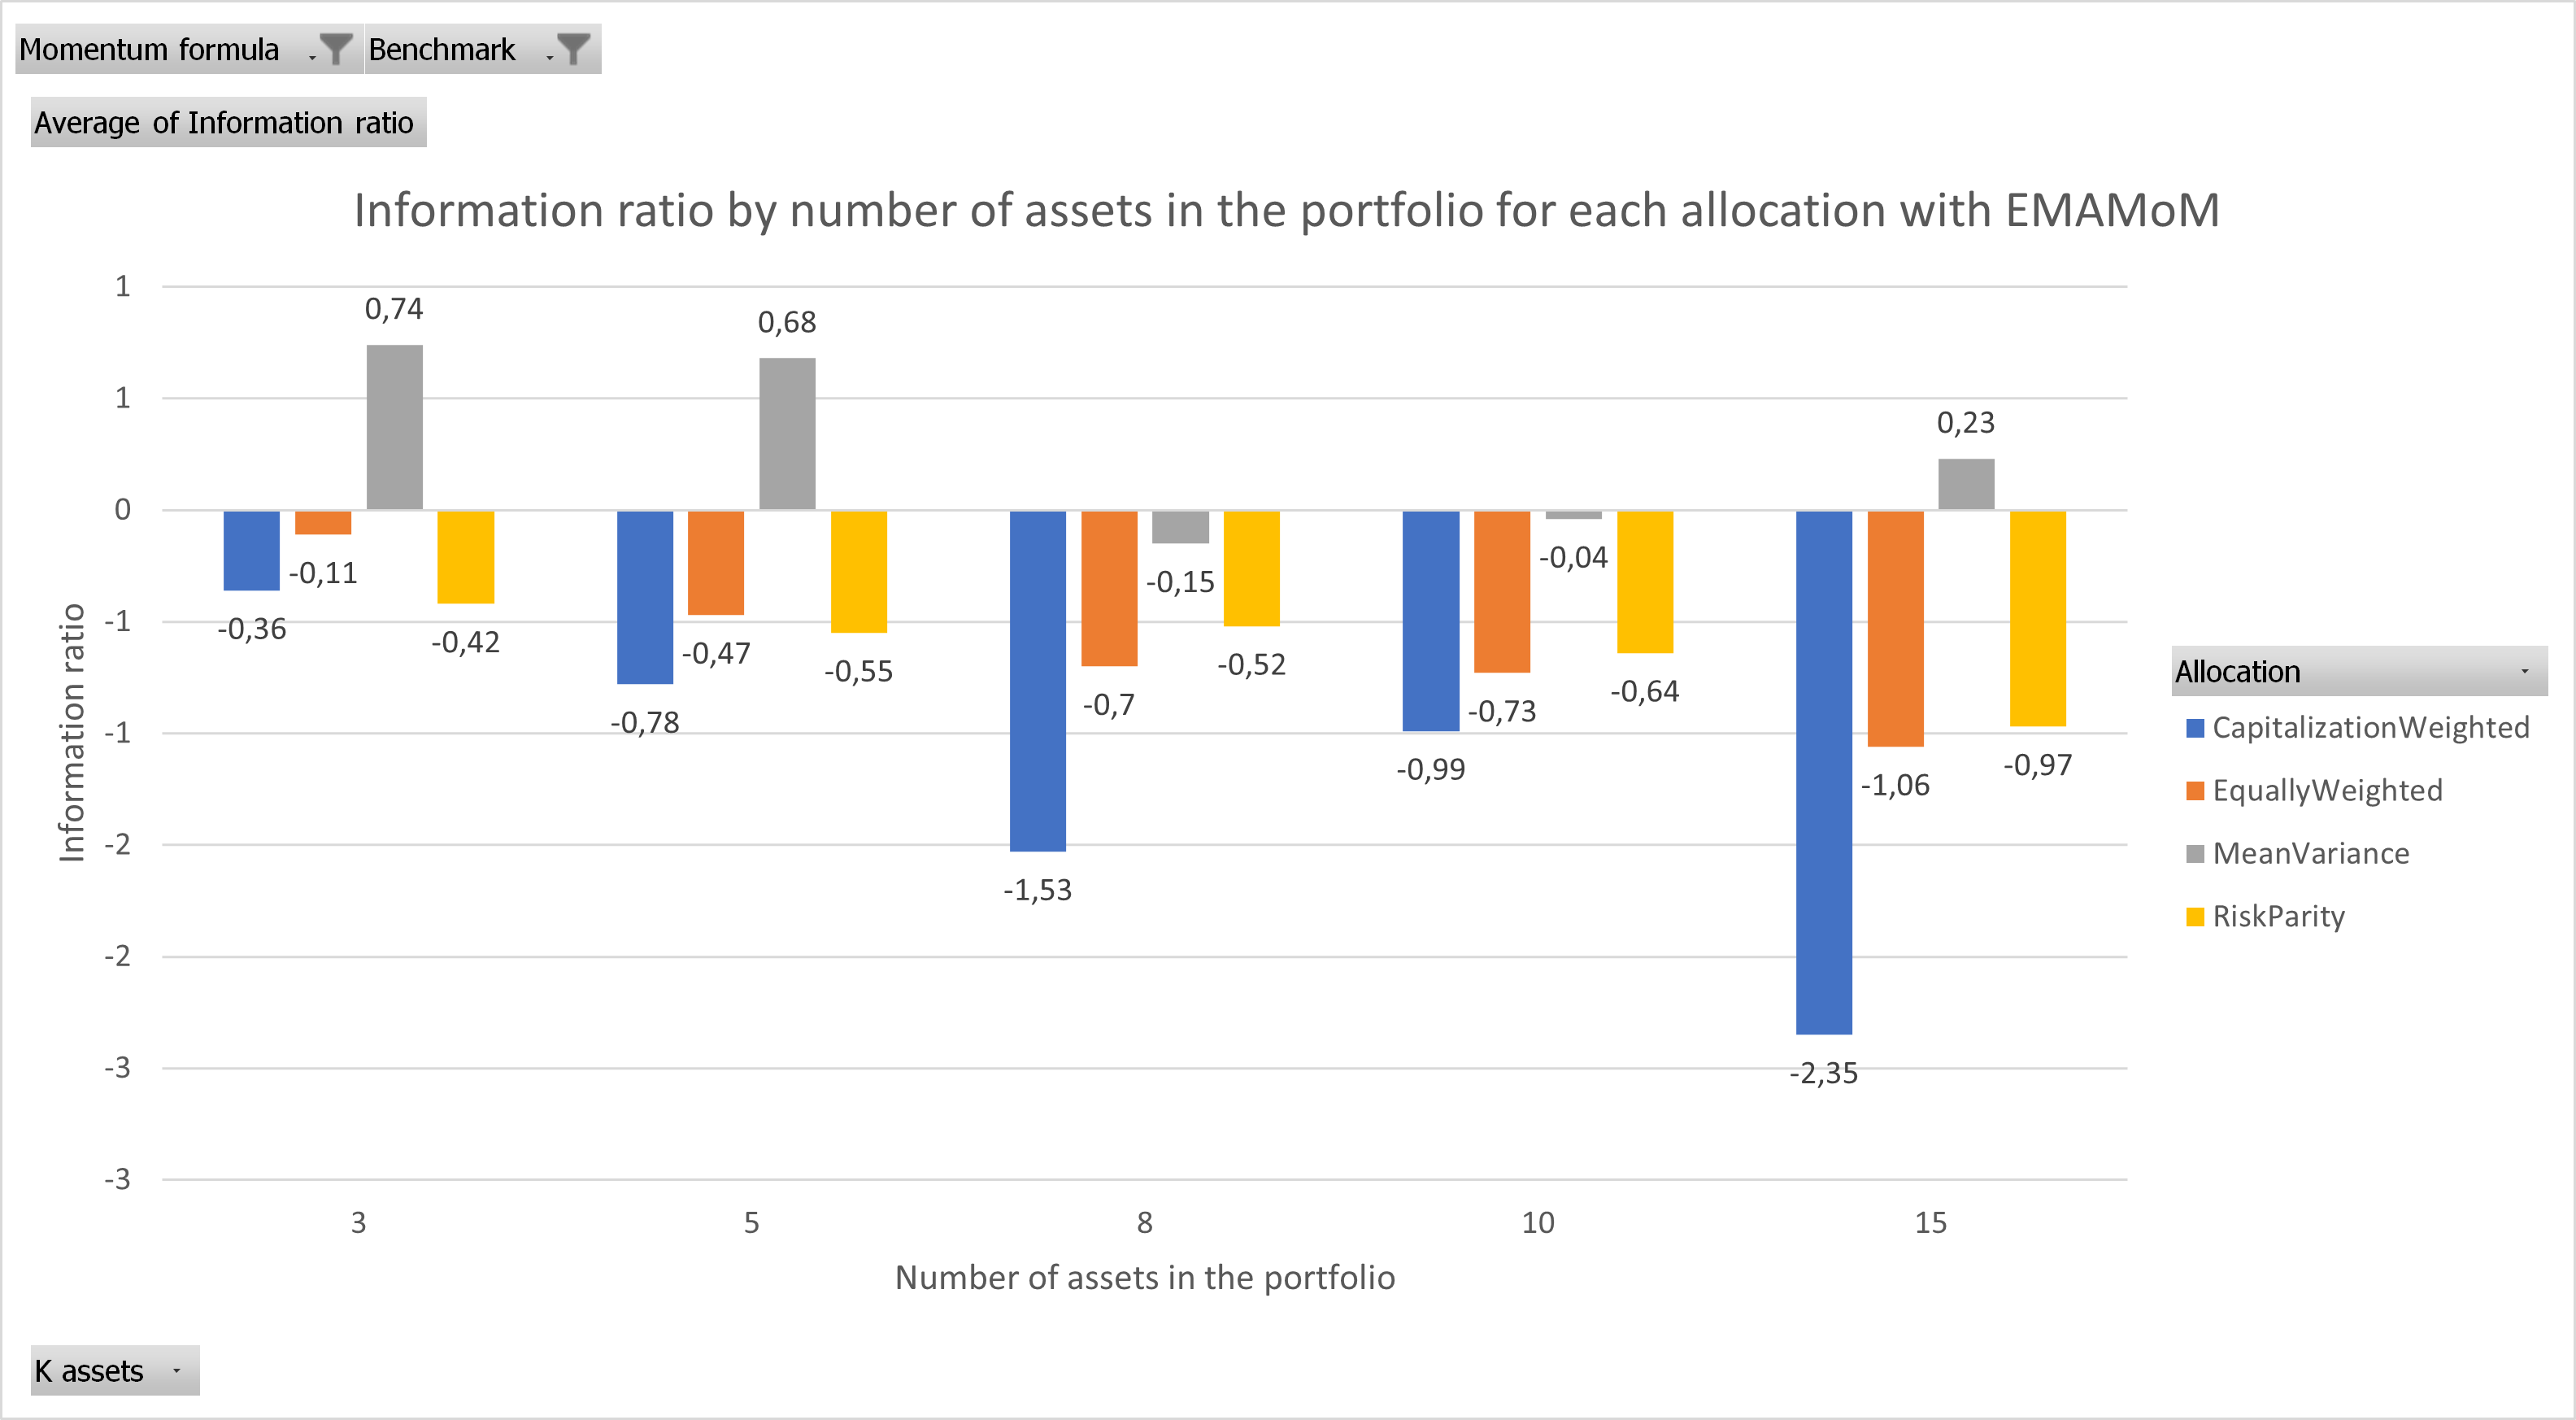 Momentum formula Benchmark
Average of Information ratio
Information ratio by number of assets in the portfolio for each allocation with EMAMoM
1
1
0
-1
-1
-2
-2
-3
-3
Information ratio
-0,36
-0,11
0,74
-0,42
-0,78
-0,47
0,68
-0,55
-1,53
-0,7
-0,15
-0,52
-0,99
-0,73
-0,04
-0,64
-2,35
-1,06
0,23
-0,97
3 5 8 10 15
Number of assets in the portfolio
Allocation
CapitalizationWeighted
EquallyWeighted
MeanVariance
RiskParity
K assets